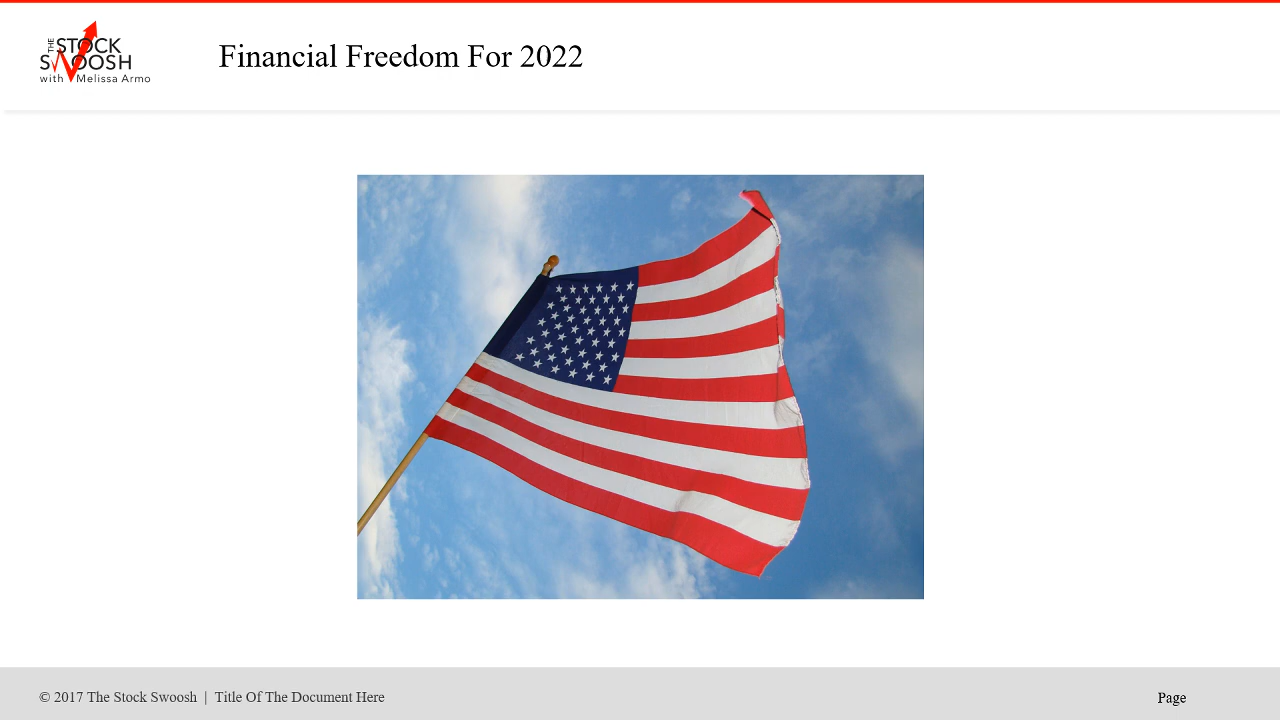 THE STOCK
SWOOSH
with Melissa Armo
Financial Freedom For 2022
© 2017 The Stock Swoosh | Title Of The Document Here
Page